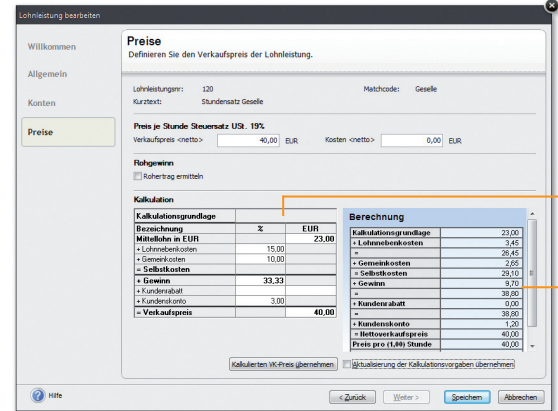 Lohnleistung bearbeiten
Willkommen
Allgemein
Konten
Preise
Preise
Definieren Sie den Verkaufspreis der Lohnleistung.
Lohnleistungsnr: 120 Matchcode: Geselle
Kurztext: Stundensatz Geselle
Preis je Stunde Steuersatz USt. 19%
Verkaufspreis <netto> 40,00 EUR Kosten <netto> 0,00 EUR
Rohgewinn
Rohertrag ermitteln
Kalkulation
Kalkulationsgrundlage
Bezeichnung % EUR
Mittellohn in EUR 23,00
+ Lohnnebenkosten 15,00
+ Gemeinkosten 10,00
= Selbstkosten
+ Gewinn 33,33
+ Kundenrabatt
+ Kundenskonto 3,00
= Verkaufspreis 40,00
Berechnung
Kalkulationsgrundlage 23,00
+ Lohnnebenkosten 3,45
= 26,45
+ Gemeinkosten 2,65
= Selbstkosten 29,10
+ Gewinn 9,70
= 38,80
+ Kundenrabatt 0,00
= 38,80
+ Kundenskonto 1,20
= Nettoverkaufspreis 40,00
Preis pro (1,00) Stunde 40,00
Kalkulierten VK-Preis übernehmen
Aktualisierung der Kalkulationsvorgaben übernehmen
Hilfe
< Zurück
Weiter >
Speichern
Abbrechen